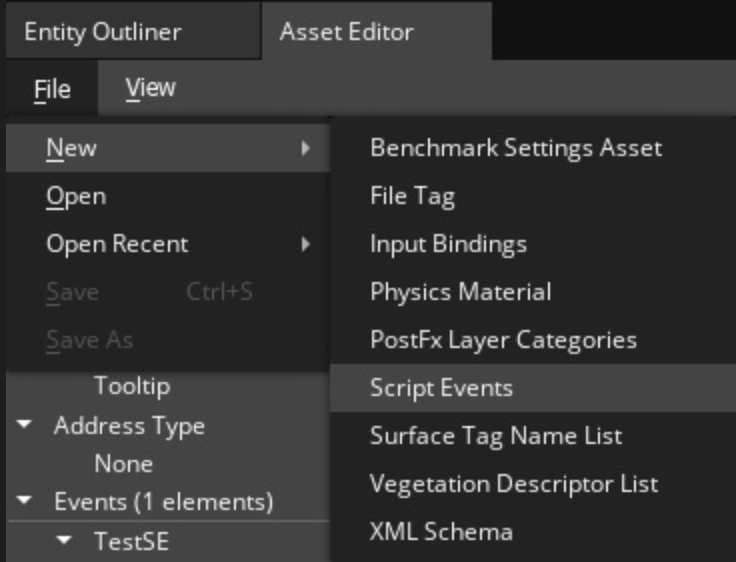 Entity Outliner
Asset Editor
File
View
New
Open
Open Recent
Save Ctrl+S
Save As
Benchmark Settings Asset
File Tag
Input Bindings
Physics Material
PostFx Layer Categories
Script Events
Surface Tag Name List
Vegetation Descriptor List
XML Schema
Tooltip
Address Type
None
Events (1 elements)
TestSE